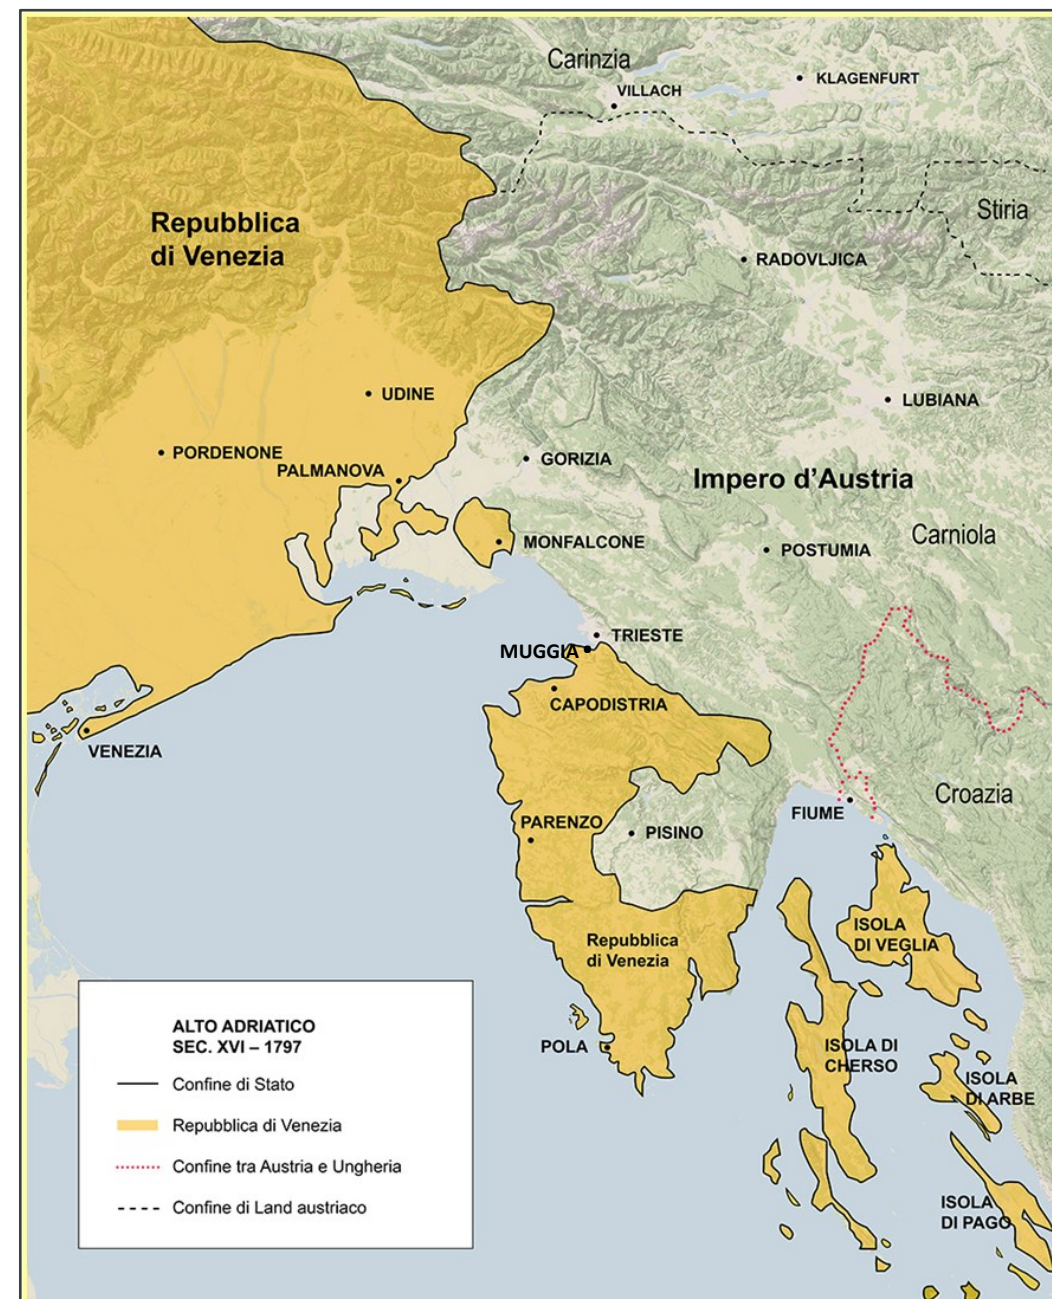 Carinzia
KLAGENFURT
VILLACH
Stiria
Repubblica
di Venezia
RADOVLJICA
UDINE
LUBIANA
PORDENONE
GORIZIA
PALMANOVA
Impero d'Austria
Carniola
MONFALCONE
POSTUMIA
TRIESTE
MUGGIA
CAPODISTRIA
VENEZIA
Croazia
FIUME
PARENZO
PISINO
ISOLA
DI VEGLIA
Repubblica
di Venezia
POLA
ISOLA DI
CHERSO
ISOLA
DI ARBE
ISOLA
DI PAGO
ALTO ADRIATICO
SEC. XVI – 1797
Confine di Stato
Repubblica di Venezia
Confine tra Austria e Ungheria
Confine di Land austriaco